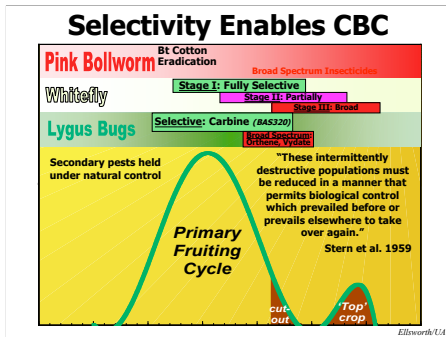 Selectivity Enables CBC
Pink Bollworm
Bt Cotton
Eradication
Broad Spectrum Insecticides
Whitefly
Stage I: Fully Selective
Stage II: Partially
Stage III: Broad
Lygus Bugs
Selective: Carbine (BAS320)
Broad Spectrum:
Orthene, Vydate
Secondary pests held
under natural control
“These intermittently
destructive populations must
be reduced in a manner that
permits biological control
which prevailed before or
prevails elsewhere to take
over again.”
Stern et al. 1959
Primary
Fruiting
Cycle
cut-
out
‘Top’
crop
Ellsworth/UA